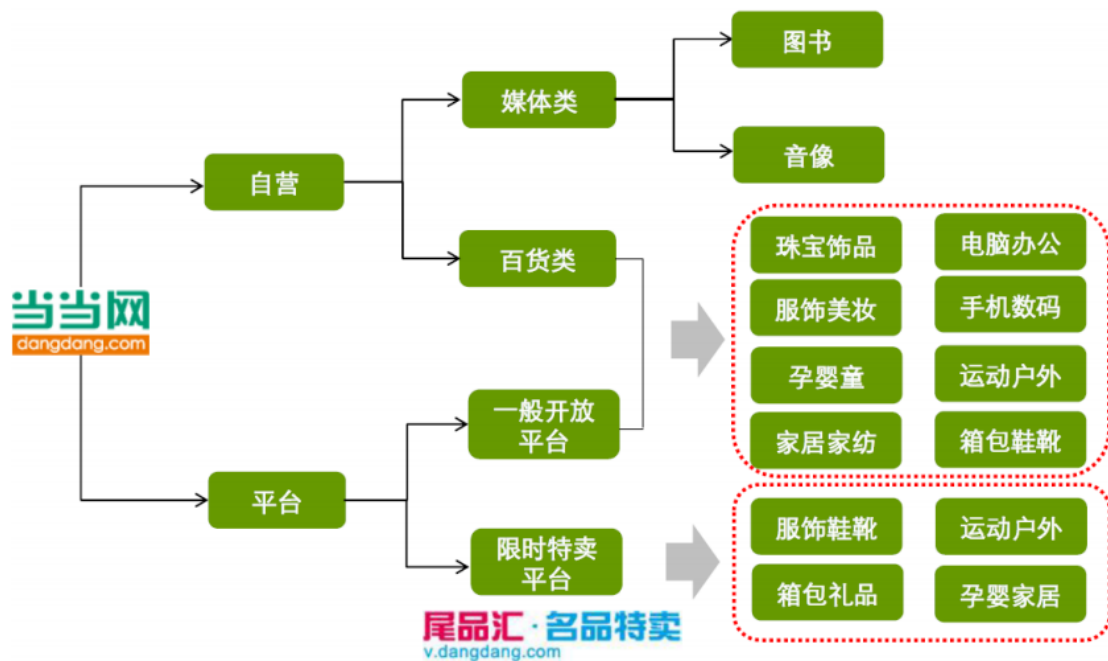 图书
媒体类
音像
自营
百货类
珠宝饰品
电脑办公
服饰美妆
手机数码
当当网
dangdang.com
孕婴童
运动户外
一般开放
平台
家居家纺
箱包鞋靴
平台
限时特卖
平台
服饰鞋靴
运动户外
箱包礼品
孕婴家居
尾品汇·名品特卖
v.dangdang.com